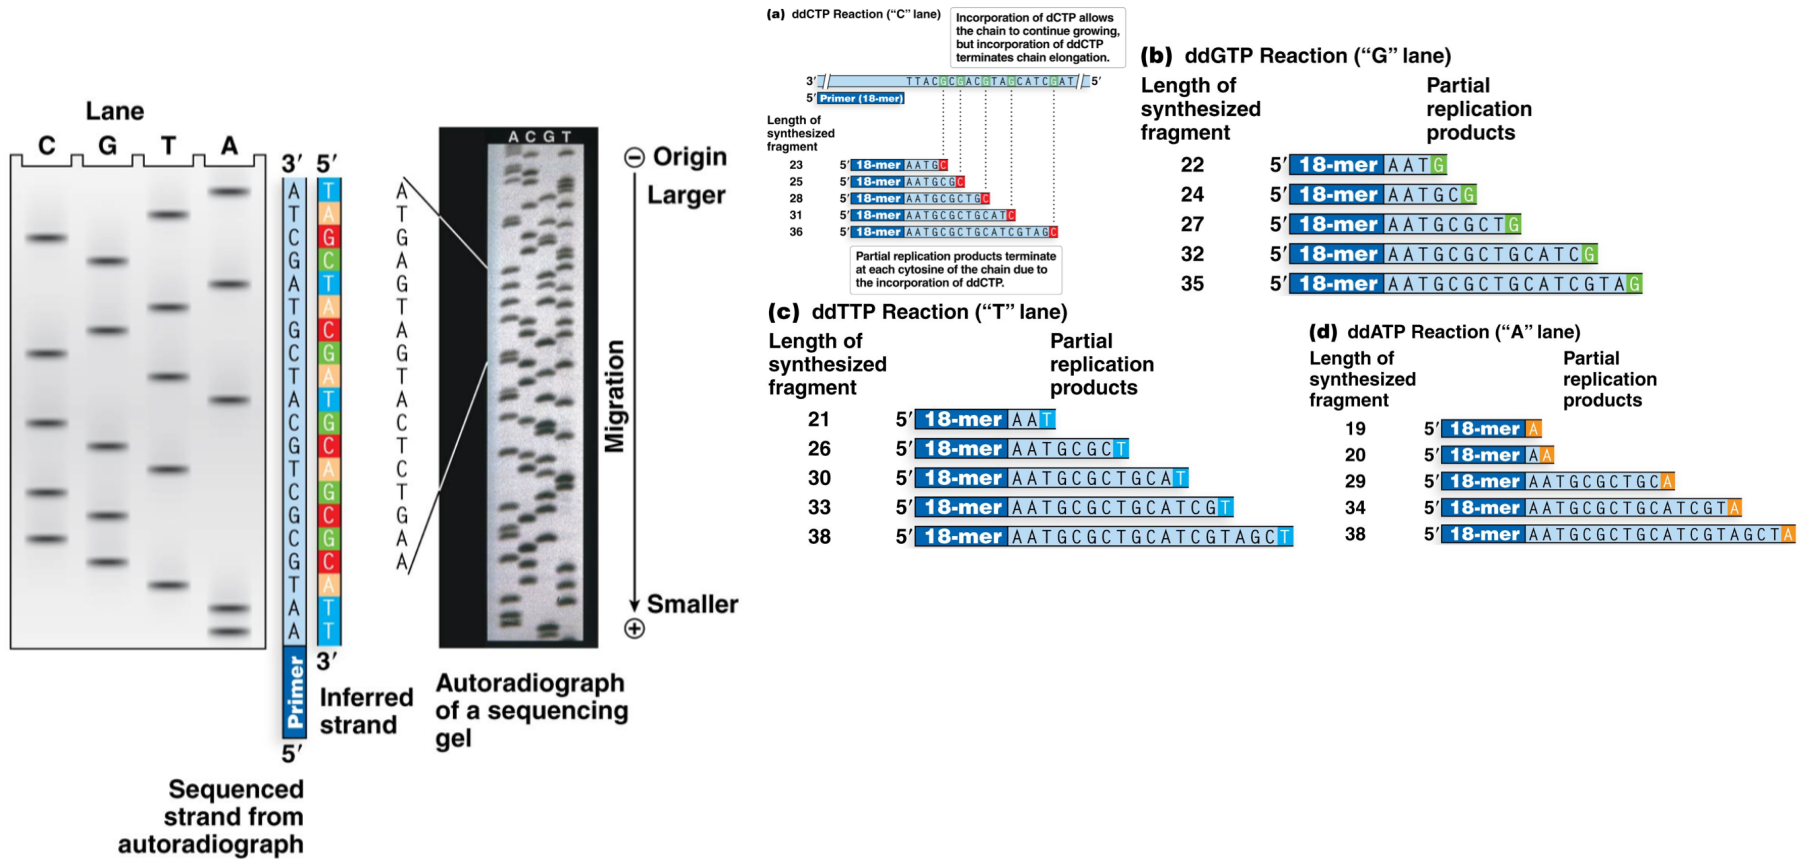 Lane
C G T A
3′ 5′
A T
T A
C G
G C
A T
T A
G C
C G
T A
A T
C G
G C
T A
C G
G C
C G
G C
T A
A T
A T
Primer
3′
5′
Inferred
strand
Sequenced
strand from
autoradiograph
A
T
G
A
G
T
A
G
T
A
C
T
C
T
G
A
A
A C G T
Autoradiograph
of a sequencing
gel
⊖ Origin
Larger
Migration
Smaller
⊕
(a) ddCTP Reaction (“C” lane)
Incorporation of dCTP allows
the chain to continue growing,
but incorporation of ddCTP
terminates chain elongation.
3′ TTACGCGACGTAGCATCGAT 5′
5′ Primer (18-mer)
Length of
synthesized
fragment
23 5′ 18-mer AATGC
25 5′ 18-mer AATGCGC
28 5′ 18-mer AATGCGCTGC
31 5′ 18-mer AATGCGCTGCATC
36 5′ 18-mer AATGCGCTGCATCGTAGC
Partial replication products terminate
at each cytosine of the chain due to
the incorporation of ddCTP.
(b) ddGTP Reaction (“G” lane)
Length of
synthesized
fragment
Partial
replication
products
22 5′ 18-mer AATG
24 5′ 18-mer AATGCG
27 5′ 18-mer AATGCGCTG
32 5′ 18-mer AATGCGCTGCATCG
35 5′ 18-mer AATGCGCTGCATCGTAG
(c) ddTTP Reaction (“T” lane)
Length of
synthesized
fragment
Partial
replication
products
21 5′ 18-mer AAT
26 5′ 18-mer AATGCGCT
30 5′ 18-mer AATGCGCTGCAT
33 5′ 18-mer AATGCGCTGCATCGT
38 5′ 18-mer AATGCGCTGCATCGTAGCT
(d) ddATP Reaction (“A” lane)
Length of
synthesized
fragment
Partial
replication
products
19 5′ 18-mer A
20 5′ 18-mer AA
29 5′ 18-mer AATGCGCTGCA
34 5′ 18-mer AATGCGCTGCATCGTA
38 5′ 18-mer AATGCGCTGCATCGTAGCTA